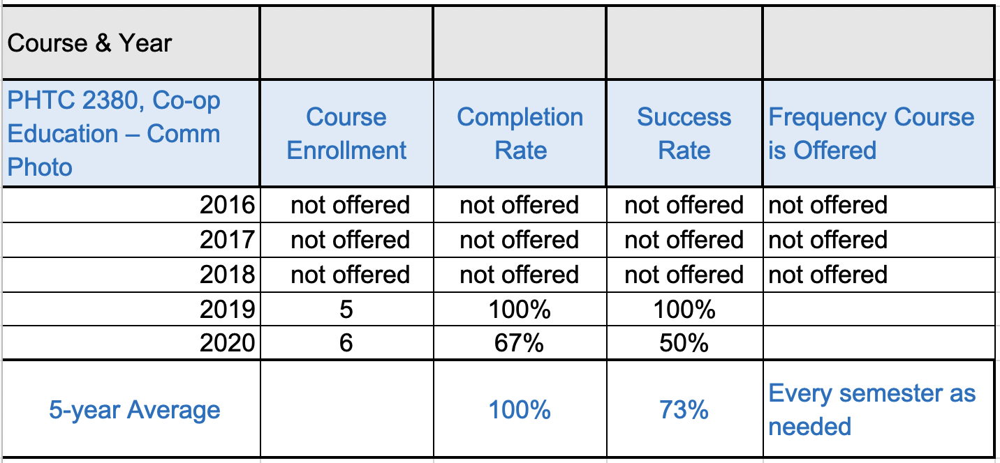 Course & Year
PHTC 2380, Co-op
Education – Comm
Photo
Course
Enrollment
Completion
Rate
Success
Rate
Frequency Course
is Offered
2016 not offered not offered not offered not offered
2017 not offered not offered not offered not offered
2018 not offered not offered not offered not offered
2019 5 100% 100%
2020 6 67% 50%
5-year Average 100% 73%
Every semester as
needed